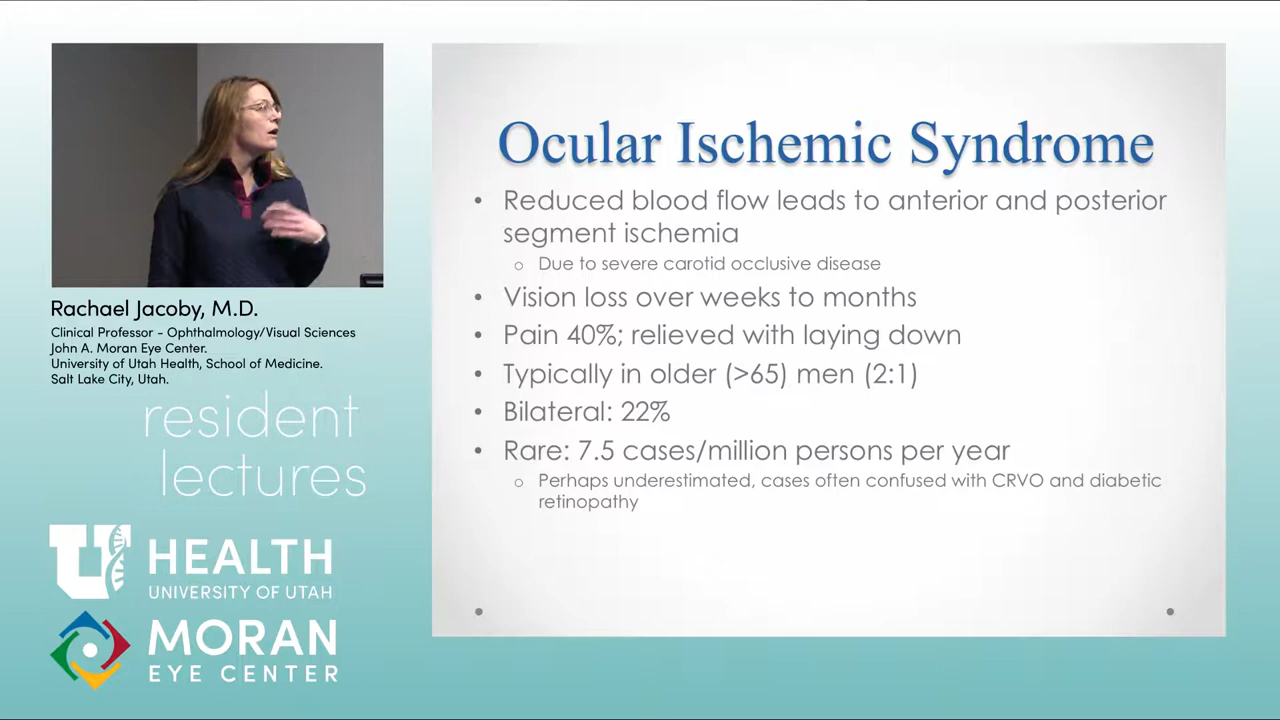 Rachael Jacoby, M.D.
Clinical Professor - Ophthalmology/Visual Sciences
John A. Moran Eye Center.
University of Utah Health, School of Medicine.
Salt Lake City, Utah.
resident
lectures
U HEALTH
UNIVERSITY OF UTAH
MORAN
EYE CENTER
Ocular Ischemic Syndrome
• Reduced blood flow leads to anterior and posterior
segment ischemia
o Due to severe carotid occlusive disease
• Vision loss over weeks to months
• Pain 40%; relieved with laying down
• Typically in older (>65) men (2:1)
• Bilateral: 22%
• Rare: 7.5 cases/million persons per year
o Perhaps underestimated, cases often confused with CRVO and diabetic
retinopathy